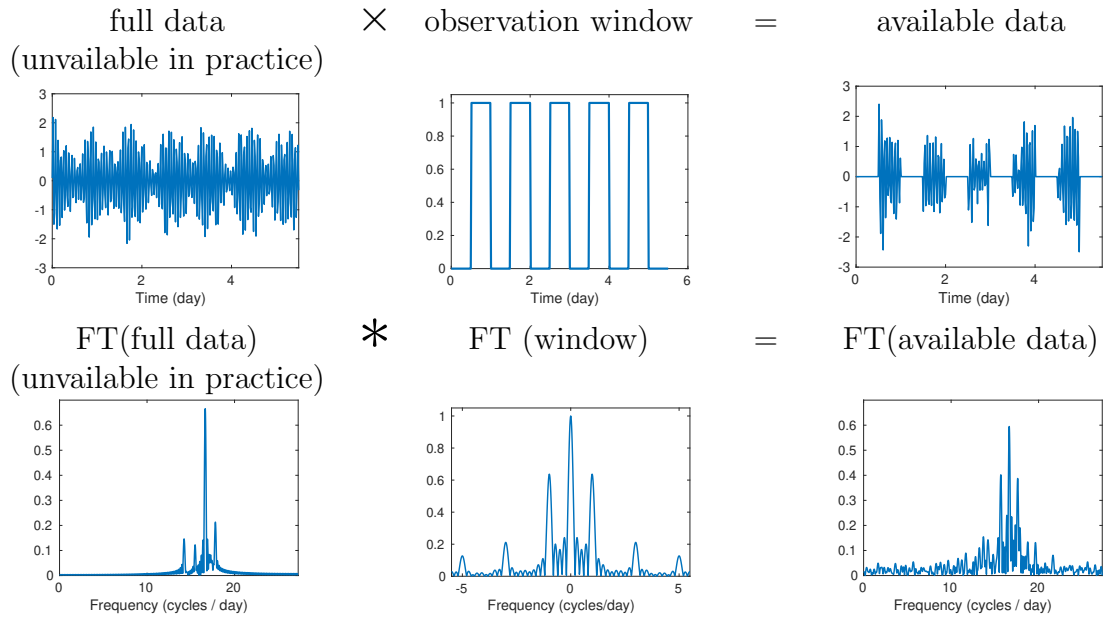 full data × observation window = available data
(unvailable in practice)
3
2
1
0
-1
-2
-3
0 2 4
Time (day)
1
0.8
0.6
0.4
0.2
0
0 2 4 6
Time (day)
3
2
1
0
-1
-2
-3
0 2 4
Time (day)
FT(full data) * FT (window) = FT(available data)
(unvailable in practice)
0.6
0.5
0.4
0.3
0.2
0.1
0
0 10 20
Frequency (cycles / day)
1
0.8
0.6
0.4
0.2
0
-5 0 5
Frequency (cycles/day)
0.6
0.5
0.4
0.3
0.2
0.1
0
0 10 20
Frequency (cycles / day)